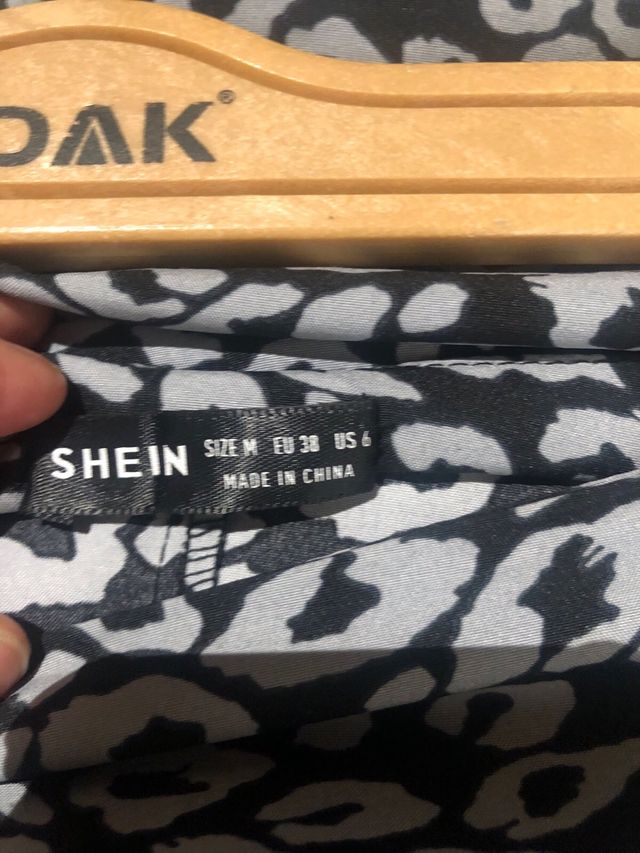 DAK®
SHEIN
SIZE M EU 38 US 6
MADE IN CHINA